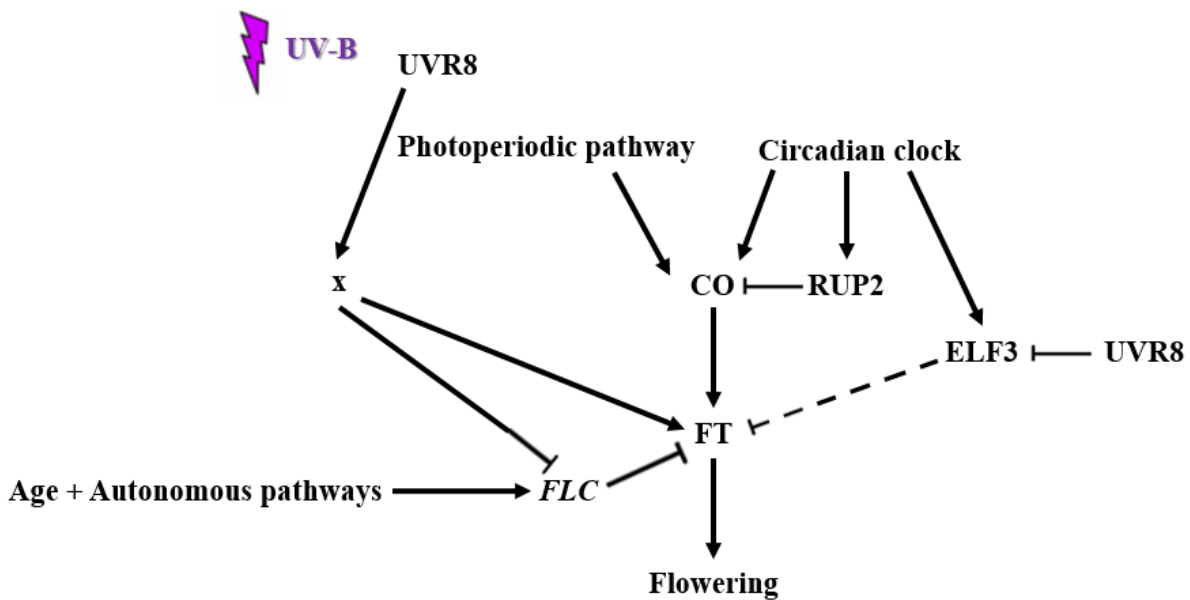 UV-B
UVR8
Photoperiodic pathway
Circadian clock
x
CO
RUP2
ELF3
UVR8
FT
Age + Autonomous pathways
FLC
Flowering